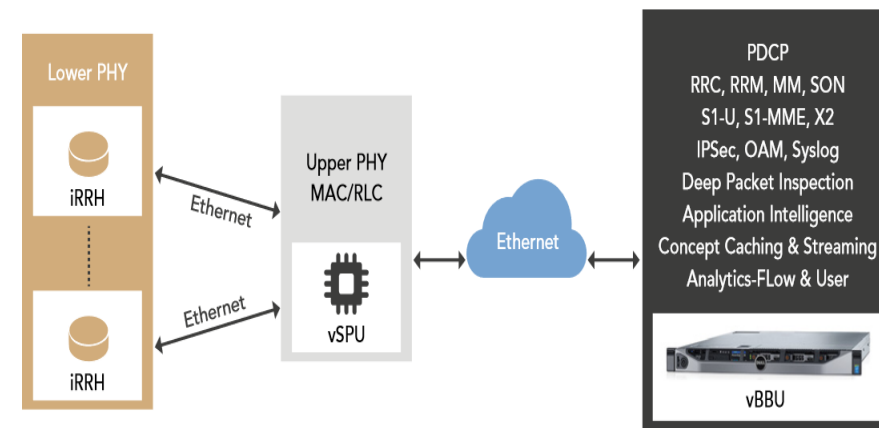 Lower PHY
iRRH
iRRH
Ethernet
Ethernet
Upper PHY
MAC/RLC
vSPU
Ethernet
PDCP
RRC, RRM, MM, SON
S1-U, S1-MME, X2
IPSec, OAM, Syslog
Deep Packet Inspection
Application Intelligence
Concept Caching & Streaming
Analytics-FLow & User
vBBU